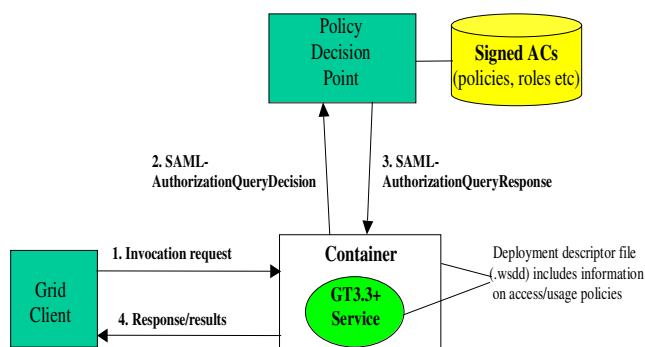 Policy
Decision
Point
Signed ACs
(policies, roles etc)
2. SAML-
AuthorizationQueryDecision
3. SAML-
AuthorizationQueryResponse
1. Invocation request
Container
Deployment descriptor file
(.wsdd) includes information
on access/usage policies
Grid
Client
GT3.3+
Service
4. Response/results